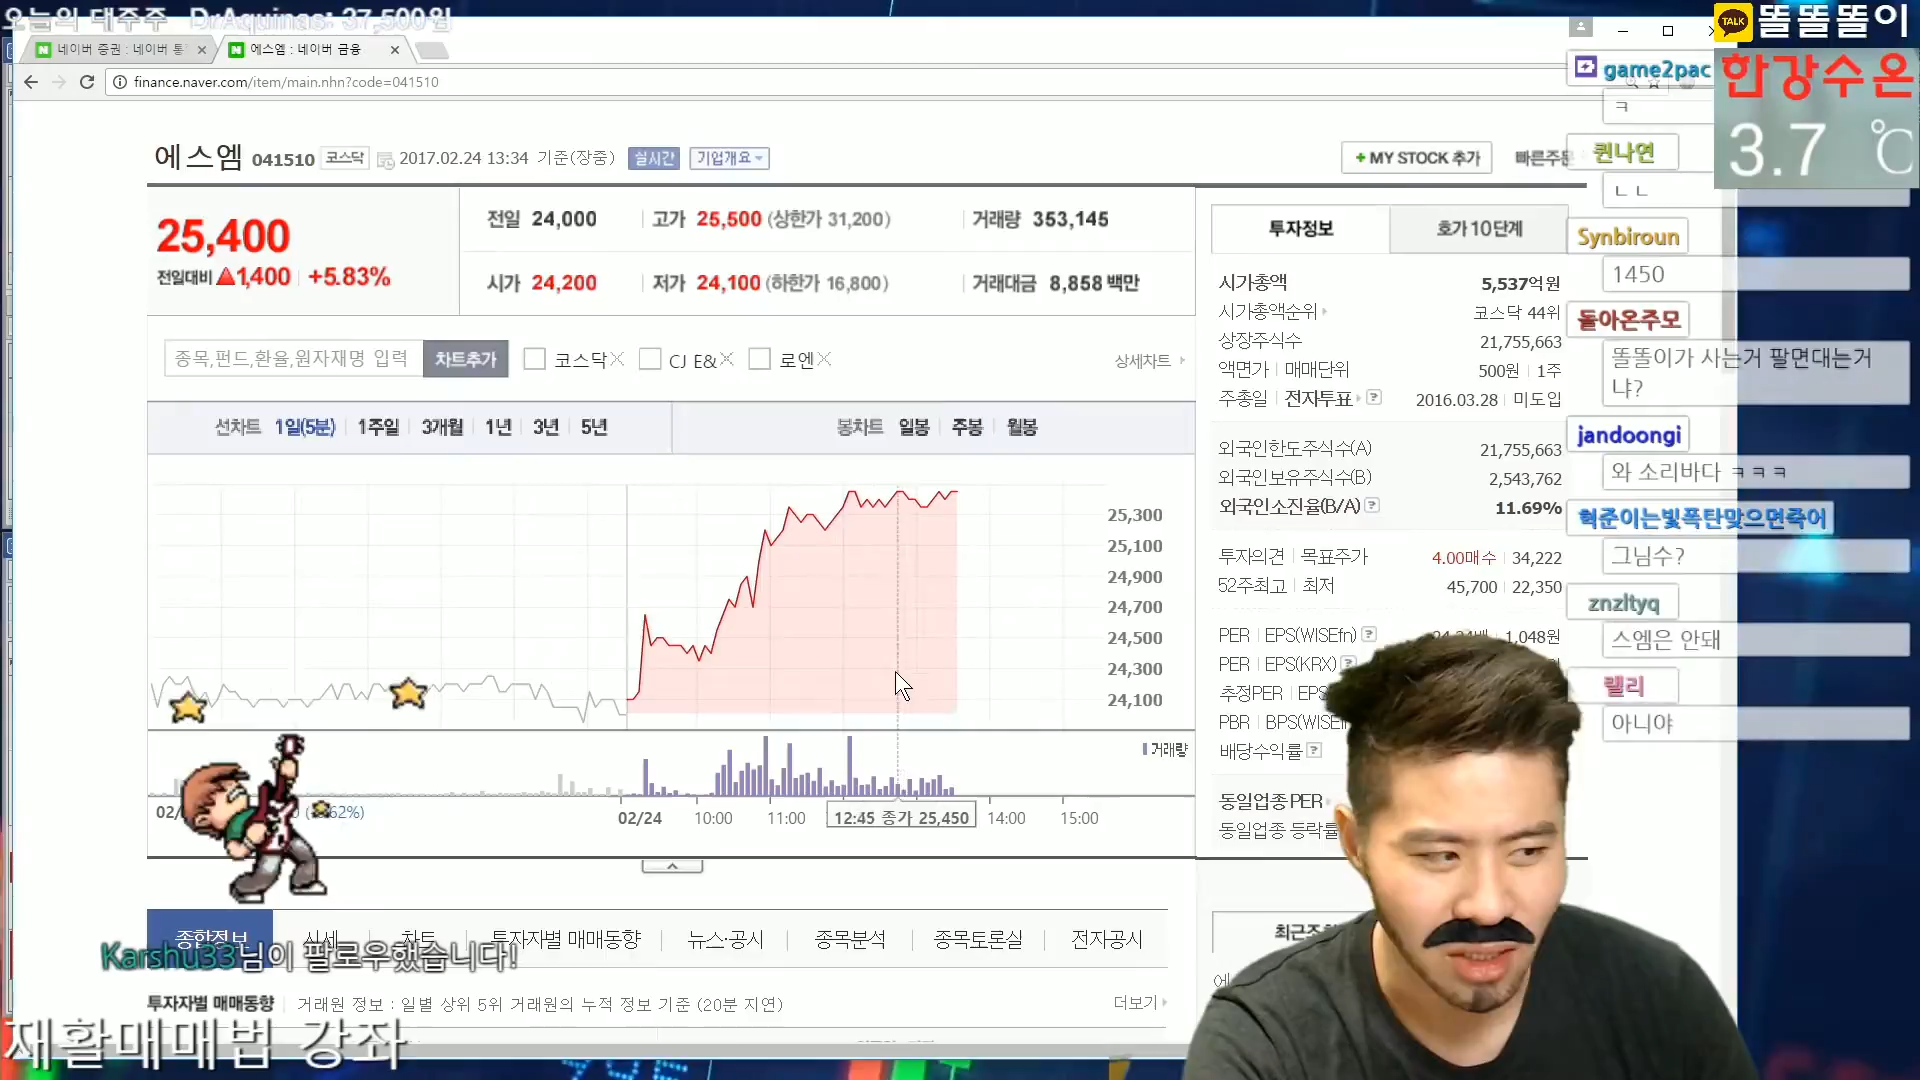 오늘의 대주주 DrAquinas: 37,500원
똘똘똘이
네이버 증권 : 네이버 통
에스엠 : 네이버 금융
finance.naver.com/item/main.nhn?code=041510
game2pac
ㅋ
한강수온
3.7 ℃
에스엠 041510 코스닥 2017.02.24 13:34 기준(장중) 실시간 기업개요
+ MY STOCK 추가 빠른주문
퀸나연
ㄴㄴ
25,400
전일대비 ▲1,400 +5.83%
전일 24,000 고가 25,500 (상한가 31,200) 거래량 353,145
시가 24,200 저가 24,100 (하한가 16,800) 거래대금 8,858 백만
투자정보 호가 10단계
Synbiroun
1450
시가총액 5,537억원
시가총액순위 코스닥 44위
상장주식수 21,755,663
액면가 매매단위 500원 1주
주총일 전자투표 ? 2016.03.28 미도입
돌아온주모
똘똘이가 사는거 팔면대는거
냐?
종목,펀드,환율,원자재명 입력 차트추가 코스닥 CJ E& 로엔 상세차트
선차트 1일(5분) 1주일 3개월 1년 3년 5년
봉차트 일봉 주봉 월봉
외국인한도주식수(A) 21,755,663
외국인보유주식수(B) 2,543,762
외국인소진율(B/A) ? 11.69%
jandoongi
와 소리바다 ㅋㅋㅋ
혁준이는빛폭탄맞으면죽어
그님수?
투자의견 목표주가 4.00매수 34,222
52주최고 최저 45,700 22,350
znzltyq
스엠은 안돼
렐리
아니야
PER EPS(WISEfn) ? 1,048원
PER EPS(KRX) ?
추정PER EPS
PBR BPS(WISEf
배당수익률 ?
동일업종 PER
동일업종 등락률
25,300
25,100
24,900
24,700
24,500
24,300
24,100
거래량
02/24 10:00 11:00 12:45 종가 25,450 14:00 15:00
종합정보 시세 차트 투자자별 매매동향 뉴스·공시 종목분석 종목토론실 전자공시
Karshu33님이 팔로우했습니다!
투자자별 매매동향 거래원 정보 : 일별 상위 5위 거래원의 누적 정보 기준 (20분 지연) 더보기
재활매매법 강좌